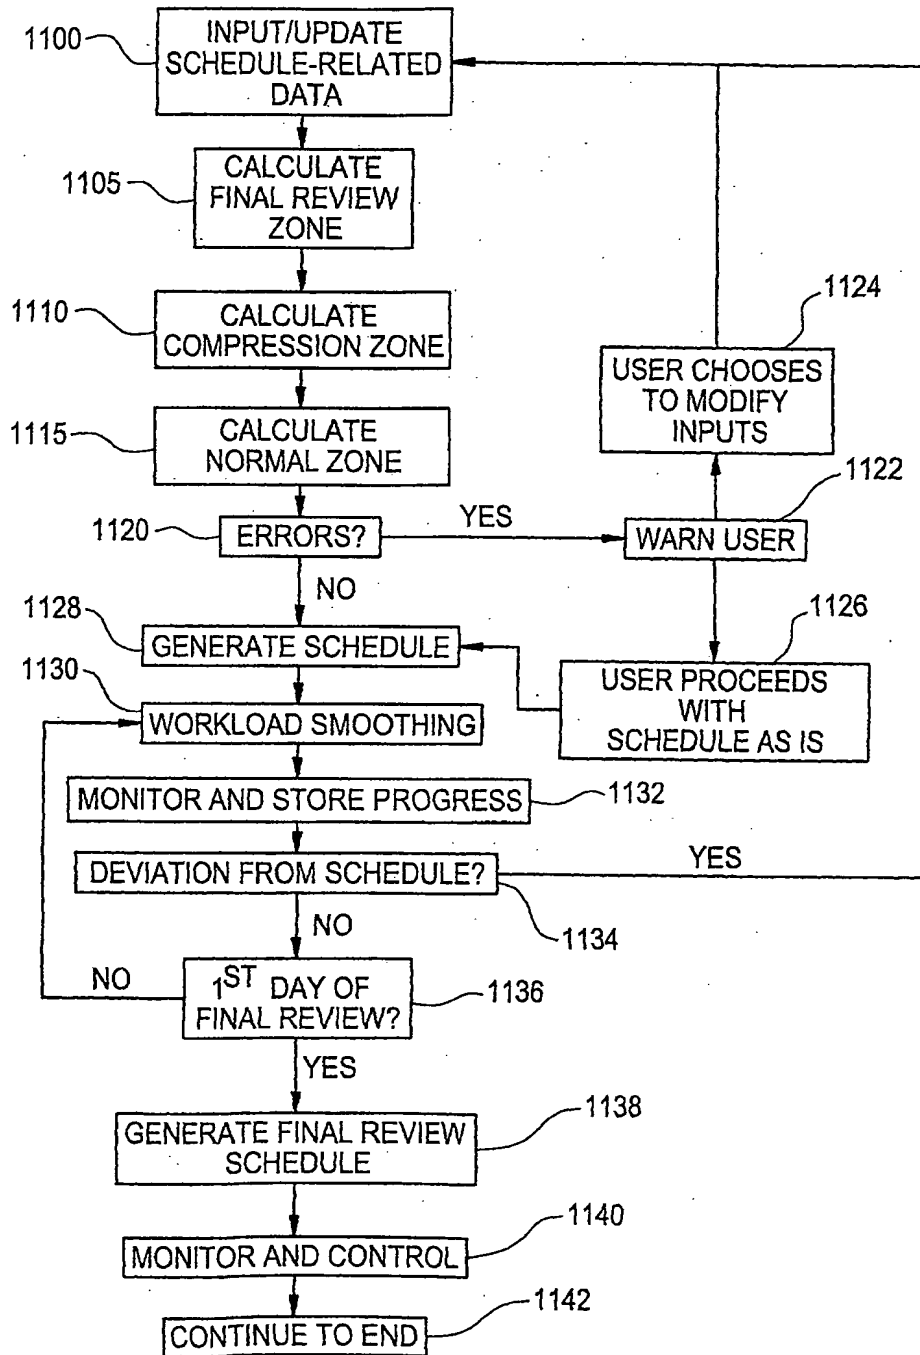 1100
INPUT/UPDATE
SCHEDULE-RELATED
DATA
1105
CALCULATE
FINAL REVIEW
ZONE
1110
CALCULATE
COMPRESSION ZONE
1124
USER CHOOSES
TO MODIFY
INPUTS
1115
CALCULATE
NORMAL ZONE
1122
1120
ERRORS?
YES
WARN USER
NO
1128
GENERATE SCHEDULE
1126
USER PROCEEDS
WITH
SCHEDULE AS IS
1130
WORKLOAD SMOOTHING
MONITOR AND STORE PROGRESS
1132
DEVIATION FROM SCHEDULE?
YES
1134
NO
NO
1ST DAY OF
FINAL REVIEW?
1136
YES
1138
GENERATE FINAL REVIEW
SCHEDULE
1140
MONITOR AND CONTROL
1142
CONTINUE TO END